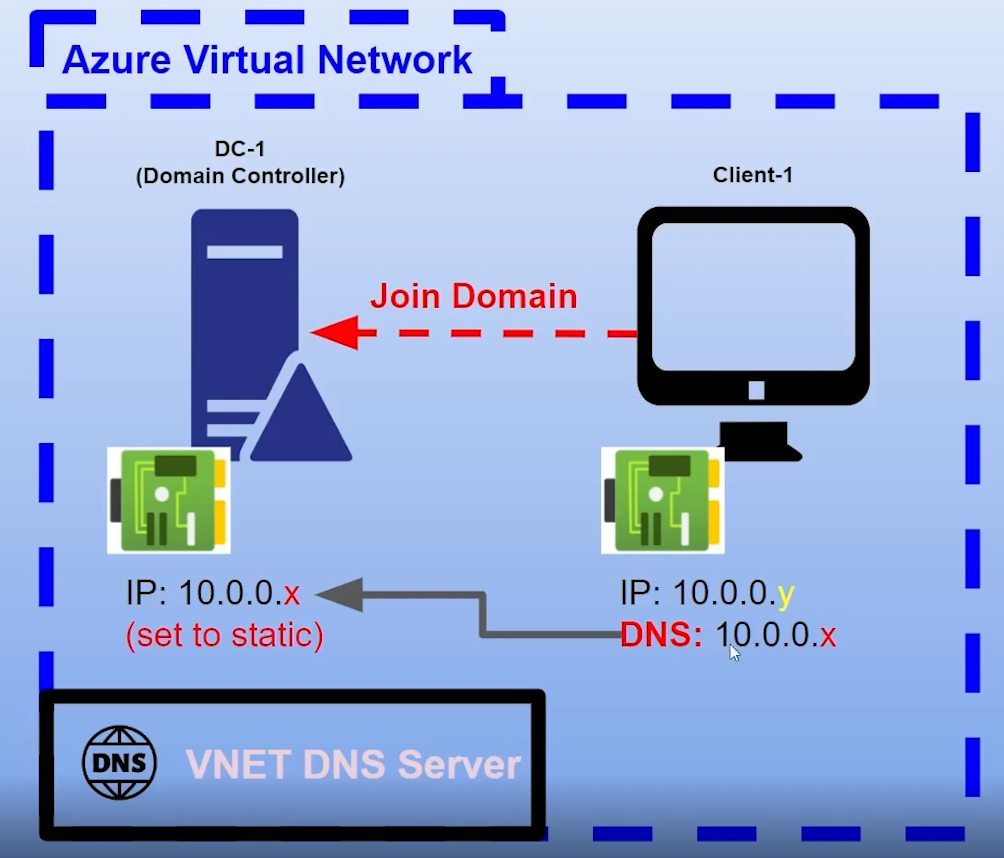 Azure Virtual Network
DC-1
(Domain Controller)
Client-1
Join Domain
IP: 10.0.0.x
(set to static)
IP: 10.0.0.y
DNS: 10.0.0.x
DNS
VNET DNS Server